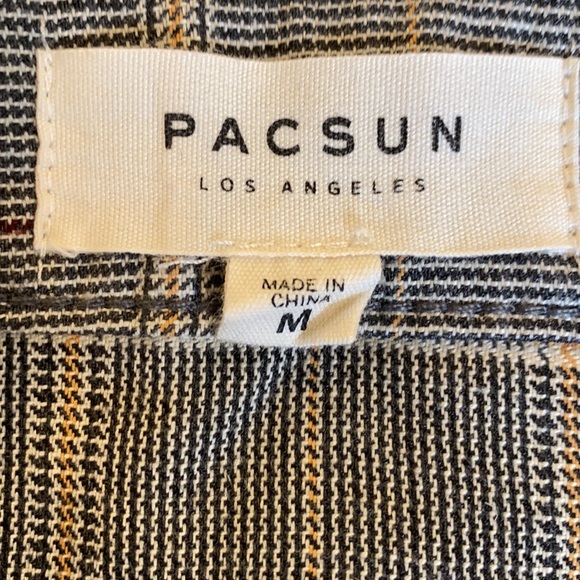 PACSUN
LOS ANGELES
MADE IN
CHINA
M